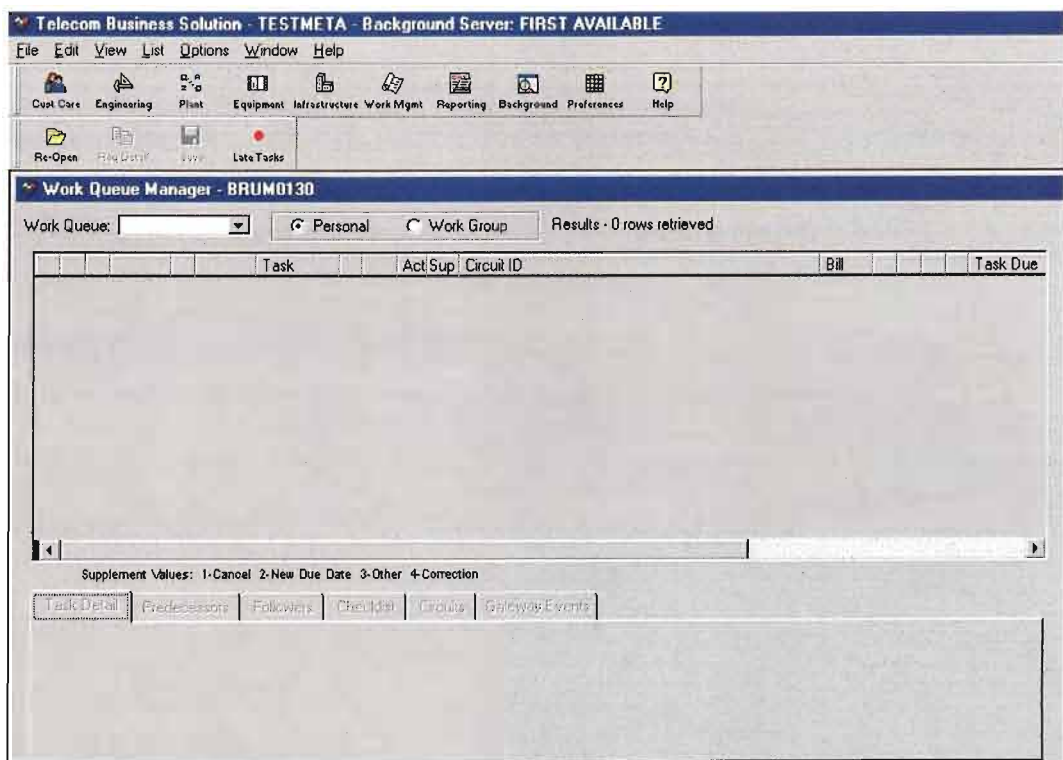 Telecom Business Solution - TESTMETA - Background Server: FIRST AVAILABLE
File Edit View List Options Window Help
Cust Care Engineering Plant Equipment Infrastructure Work Mgmt Reporting Background Preferences Help
Re-Open Req Detail Save Late Tasks
Work Queue Manager - BRUM0130
Work Queue: Personal Work Group Results - 0 rows retrieved
Task Act Sup Circuit ID Bill Task Due
Supplement Values: 1-Cancel 2-New Due Date 3-Other 4-Correction
Task Detail Predecessors Followers Checklist Circuits Gateway Events